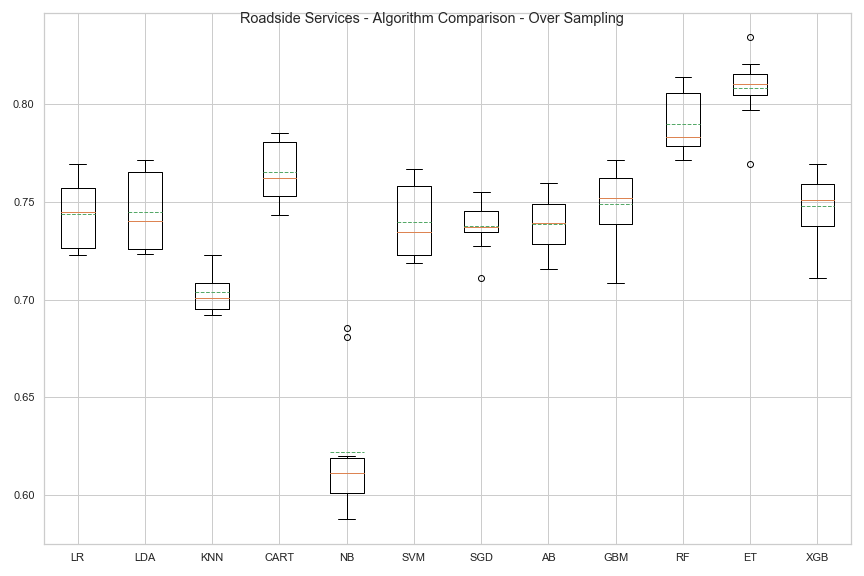 Roadside Services - Algorithm Comparison - Over Sampling
0.80
0.75
0.70
0.65
0.60
LR LDA KNN CART NB SVM SGD AB GBM RF ET XGB